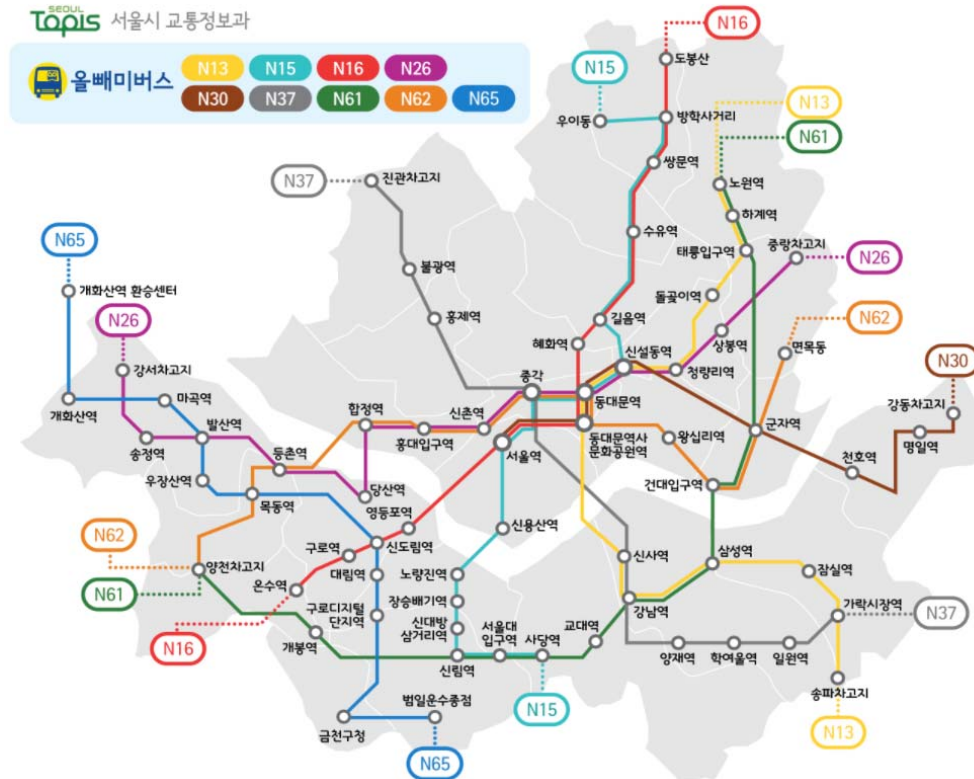 SEOUL
Topis 서울시 교통정보과
올빼미버스
N13 N15 N16 N26
N30 N37 N61 N62 N65
N16
도봉산
N15
우이동
방학사거리
N13
N61
쌍문역
노원역
N37
진관차고지
하계역
수유역
태릉입구역
중랑차고지
N26
N65
불광역
개화산역 환승센터
돌곶이역
N26
홍제역
길음역
N62
혜화역
상봉역
면목동
신설동역
청량리역
N30
강서차고지
종각
동대문역
개화산역
마곡역
합정역
신촌역
강동차고지
발산역
홍대입구역
동대문역사
문화공원역
왕십리역
군자역
명일역
송정역
등촌역
서울역
천호역
우장산역
당산역
건대입구역
목동역
영등포역
신용산역
N62
구로역
신도림역
신사역
삼성역
양천차고지
잠실역
온수역
대림역
노량진역
N61
장승배기역
강남역
가락시장역
N37
구로디지털
단지역
신대방
삼거리역
서울대
입구역
사당역
교대역
N16
개봉역
신림역
양재역
학여울역
일원역
송파차고지
범일운수종점
N15
금천구청
N13
N65